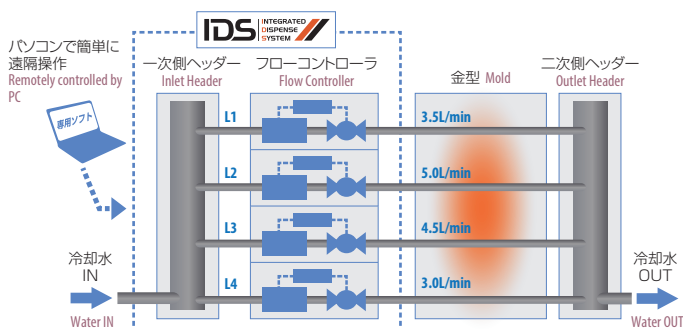 IDS INTEGRATED
DISPENSE
SYSTEM
パソコンで簡単に
遠隔操作
Remotely controlled by
PC
専用ソフト
一次側ヘッダー
Inlet Header
フローコントローラ
Flow Controller
金型 Mold
二次側ヘッダー
Outlet Header
L1
3.5L/min
L2
5.0L/min
L3
4.5L/min
L4
3.0L/min
冷却水
IN
Water IN
冷却水
OUT
Water OUT